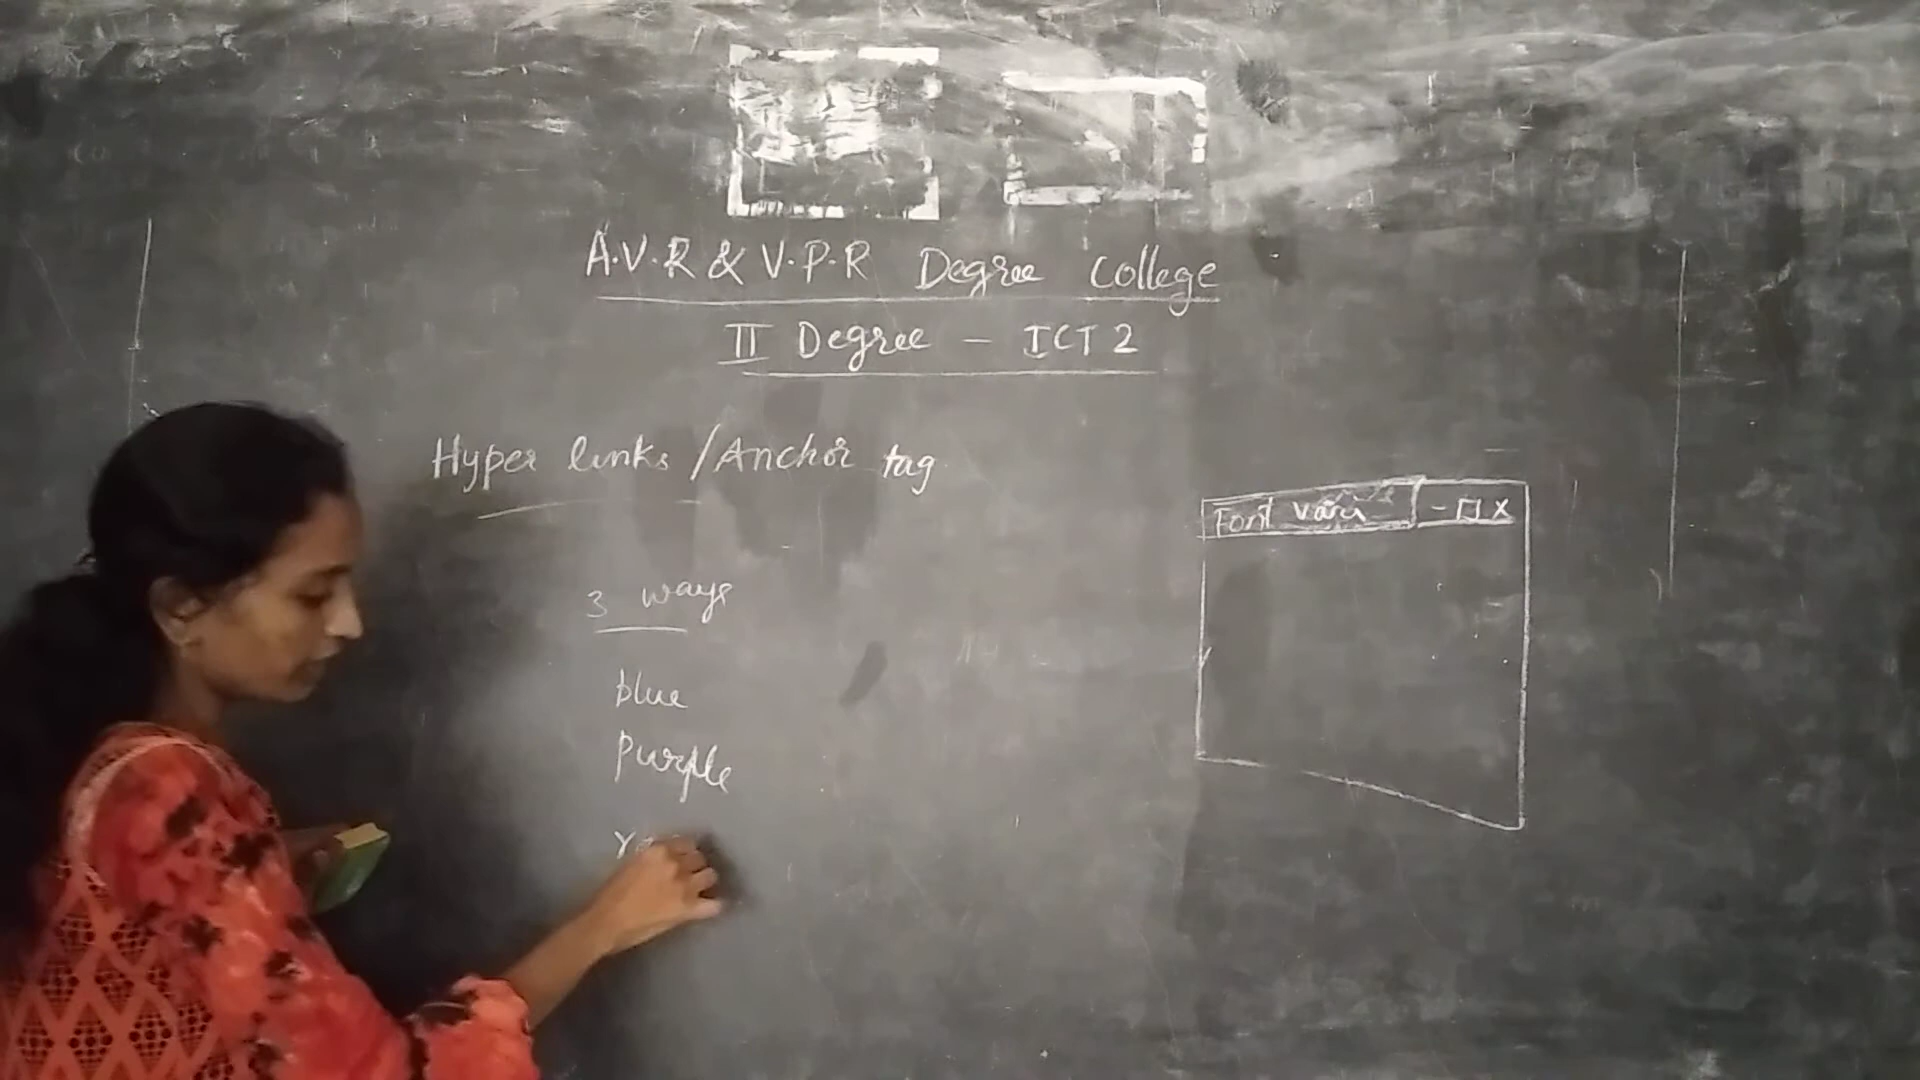 A.V.R & V.P.R Degree College
II Degree - ICT 2
Hyper links / Anchor tag
Font Vari
- □ X
3 ways
blue
Purple